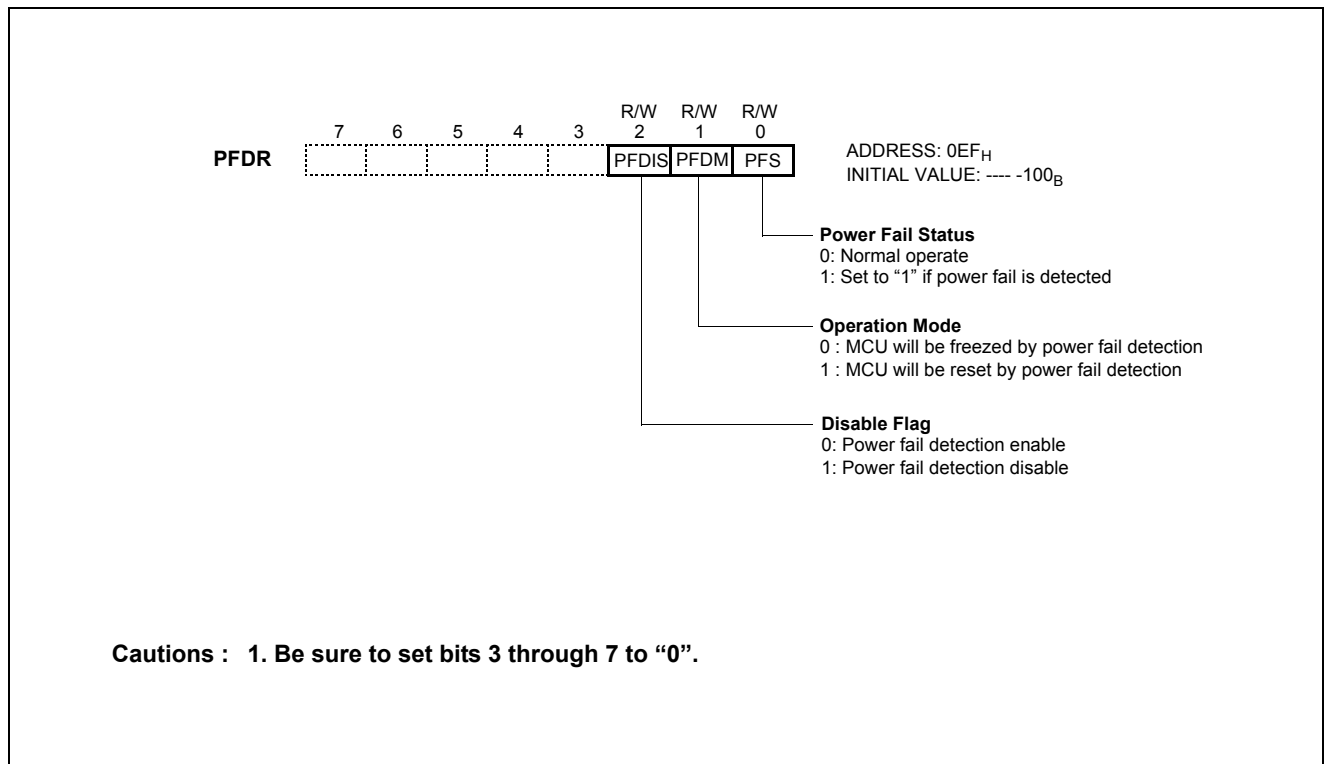 R/W R/W R/W
7 6 5 4 3 2 1 0
PFDR PFDIS PFDM PFS
ADDRESS: 0EFH
INITIAL VALUE: ---- -100B
Power Fail Status
0: Normal operate
1: Set to “1” if power fail is detected
Operation Mode
0 : MCU will be freezed by power fail detection
1 : MCU will be reset by power fail detection
Disable Flag
0: Power fail detection enable
1: Power fail detection disable
Cautions : 1. Be sure to set bits 3 through 7 to “0”.